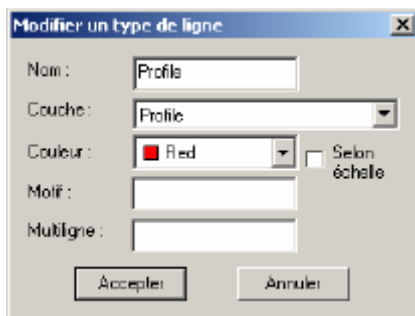 Modifier un type de ligne
Nom : Profile
Couche : Profile
Couleur : Red Selon échelle
Motif :
Multiligne :
Accepter Annuler